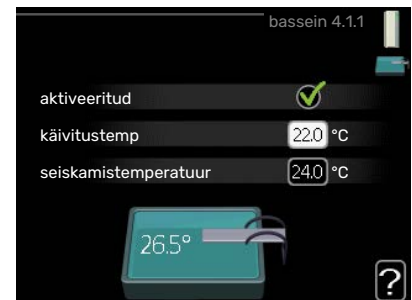 bassein 4.1.1
aktiveeritud
käivitustemp 22.0 °C
seiskamistemperatuur 24.0 °C
26.5°
?